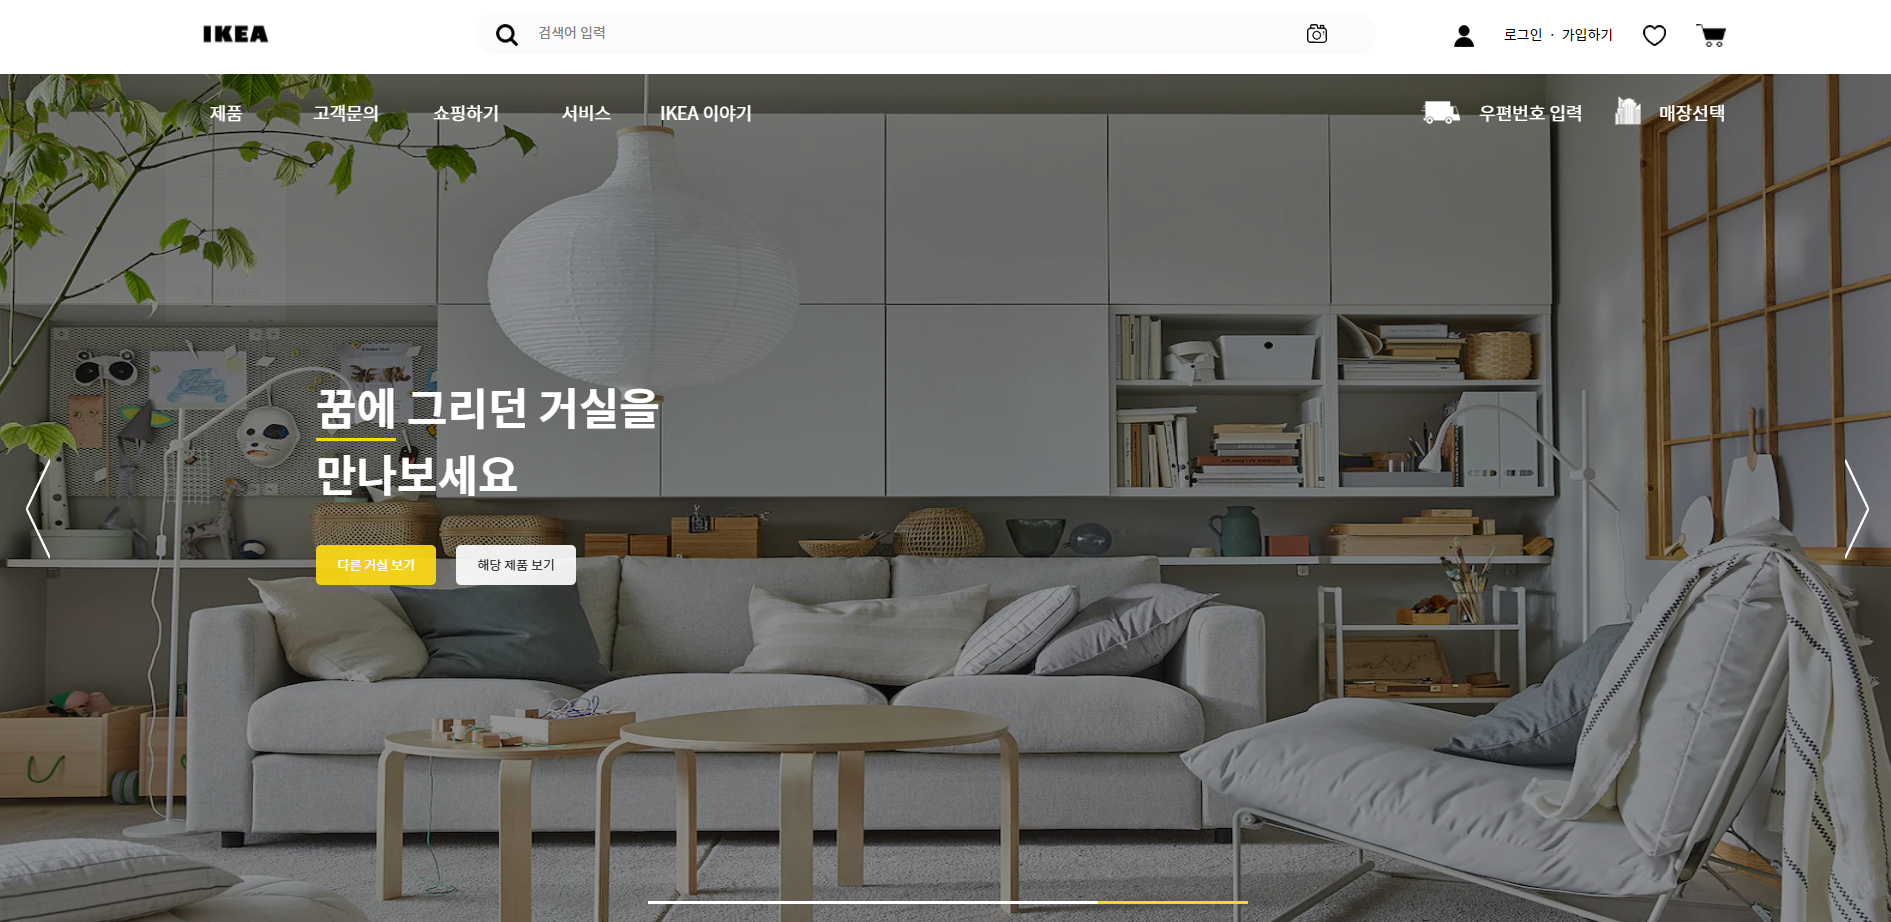 IKEA
검색어 입력
로그인 · 가입하기
제품
고객문의
쇼핑하기
서비스
IKEA 이야기
우편번호 입력
매장선택
꿈에 그리던 거실을
만나보세요
다른 거실 보기
해당 제품 보기